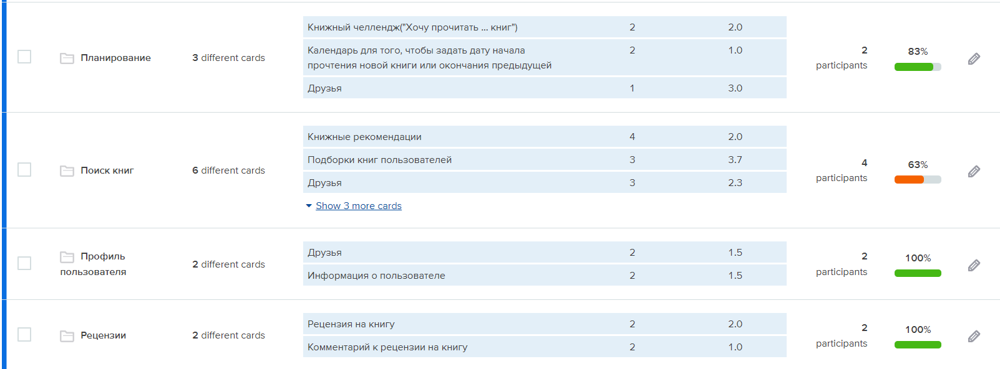 Планирование
3 different cards
Книжный челлендж("Хочу прочитать ... книг") 2 2.0
Календарь для того, чтобы задать дату начала
прочтения новой книги или окончания предыдущей 2 1.0
Друзья 1 3.0
2
participants
83%
Поиск книг
6 different cards
Книжные рекомендации 4 2.0
Подборки книг пользователей 3 3.7
Друзья 3 2.3
Show 3 more cards
4
participants
63%
Профиль
пользователя
2 different cards
Друзья 2 1.5
Информация о пользователе 2 1.5
2
participants
100%
Рецензии
2 different cards
Рецензия на книгу 2 2.0
Комментарий к рецензии на книгу 2 1.0
2
participants
100%